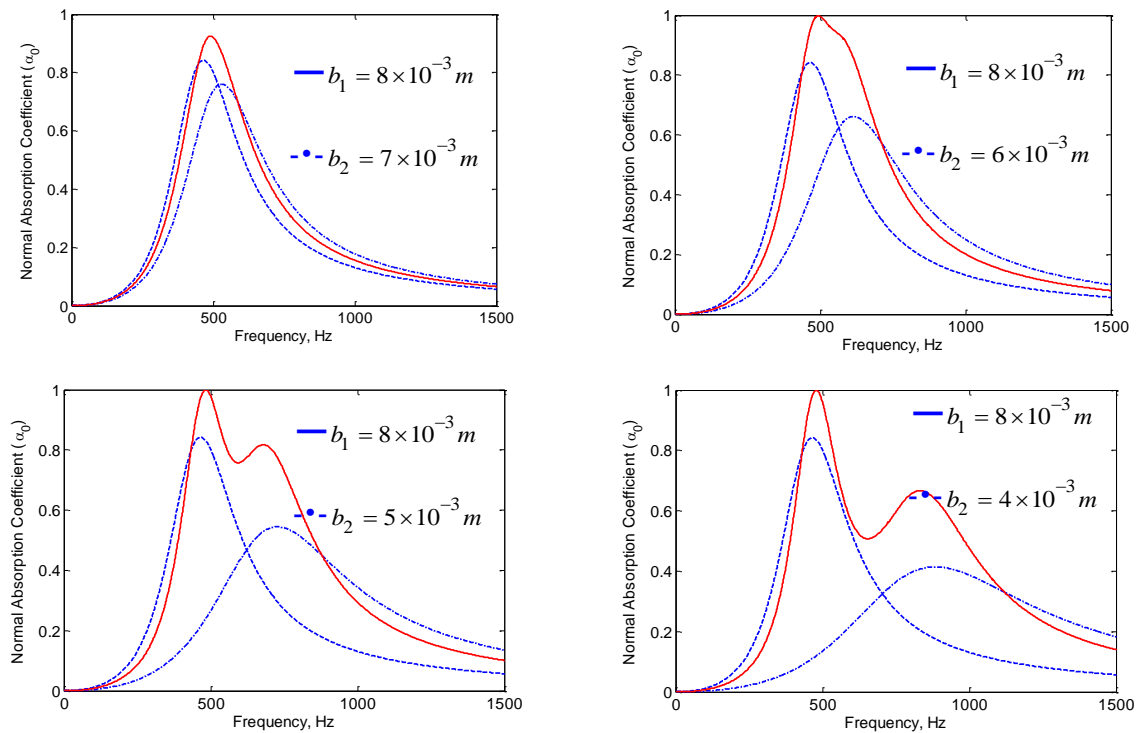 Normal Absorption Coefficient (α₀)
1
0.8
0.6
0.4
0.2
0
0 500 1000 1500
Frequency, Hz
b₁ = 8×10⁻³ m
b₂ = 7×10⁻³ m
Normal Absorption Coefficient (α₀)
1
0.8
0.6
0.4
0.2
0
0 500 1000 1500
Frequency, Hz
b₁ = 8×10⁻³ m
b₂ = 6×10⁻³ m
Normal Absorption Coefficient (α₀)
1
0.8
0.6
0.4
0.2
0
0 500 1000 1500
Frequency, Hz
b₁ = 8×10⁻³ m
b₂ = 5×10⁻³ m
Normal Absorption Coefficient (α₀)
1
0.8
0.6
0.4
0.2
0
0 500 1000 1500
Frequency, Hz
b₁ = 8×10⁻³ m
b₂ = 4×10⁻³ m